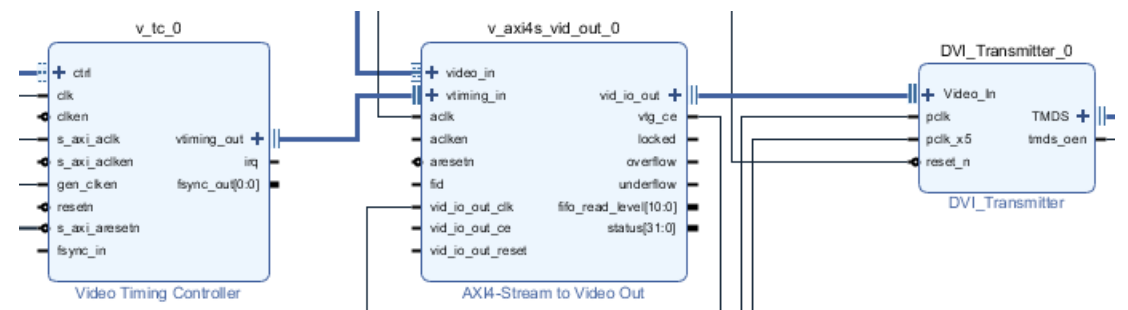 v_tc_0
ctrl
clk
clken
s_axi_aclk
s_axi_aclken
gen_clken
resetn
s_axi_aresetn
fsync_in
vtiming_out
irq
fsync_out[0:0]
Video Timing Controller
v_axi4s_vid_out_0
video_in
vtiming_in
aclk
aclken
aresetn
fid
vid_io_out_clk
vid_io_out_ce
vid_io_out_reset
vid_io_out
vtg_ce
locked
overflow
underflow
fifo_read_level[10:0]
status[31:0]
AXI4-Stream to Video Out
DVI_Transmitter_0
Video_In
pclk
pclk_x5
reset_n
TMDS
tmds_oen
DVI_Transmitter